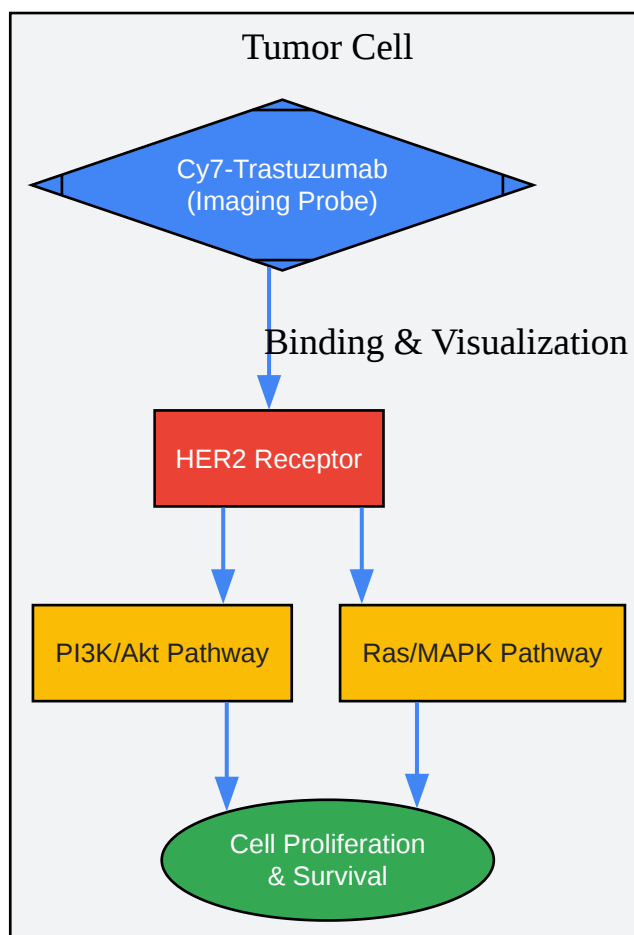 Tumor Cell
Cy7-Trastuzumab
(Imaging Probe)
Binding & Visualization
HER2 Receptor
PI3K/Akt Pathway
Ras/MAPK Pathway
Cell Proliferation
& Survival